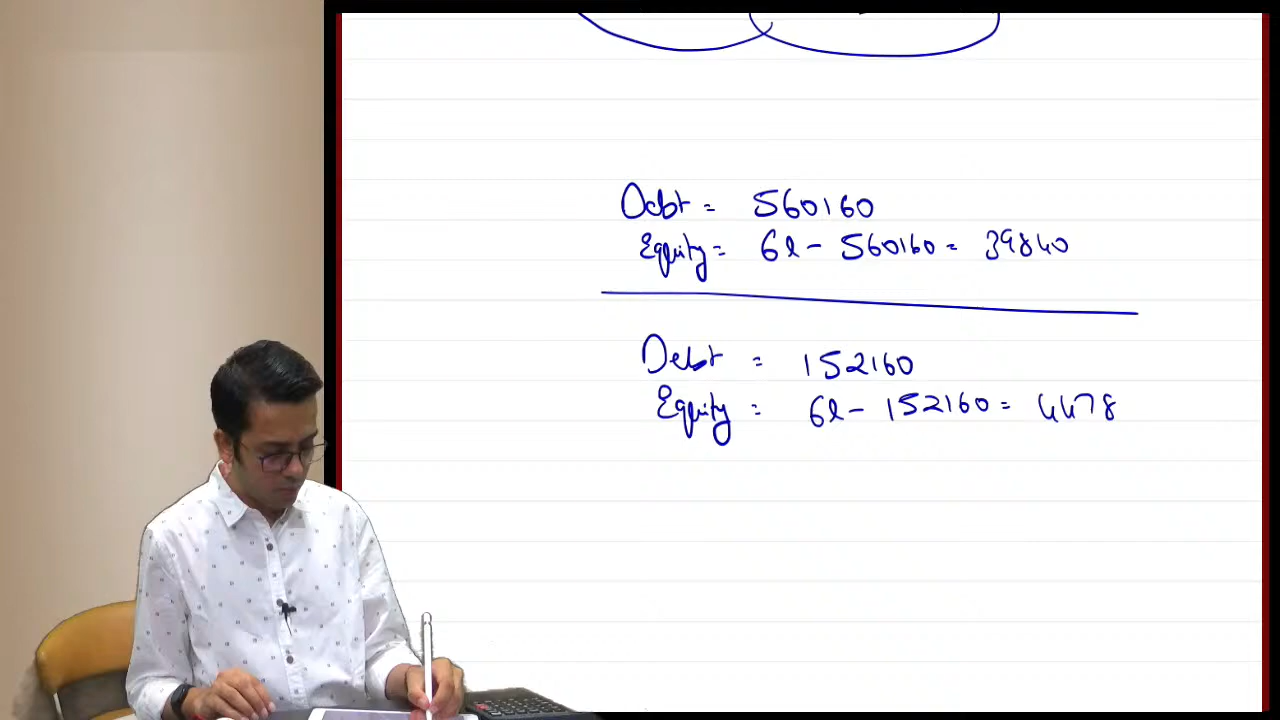 Debt = 560160
Equity = 6l - 560160 = 39840
Debt = 152160
Equity = 6l - 152160 = 4478